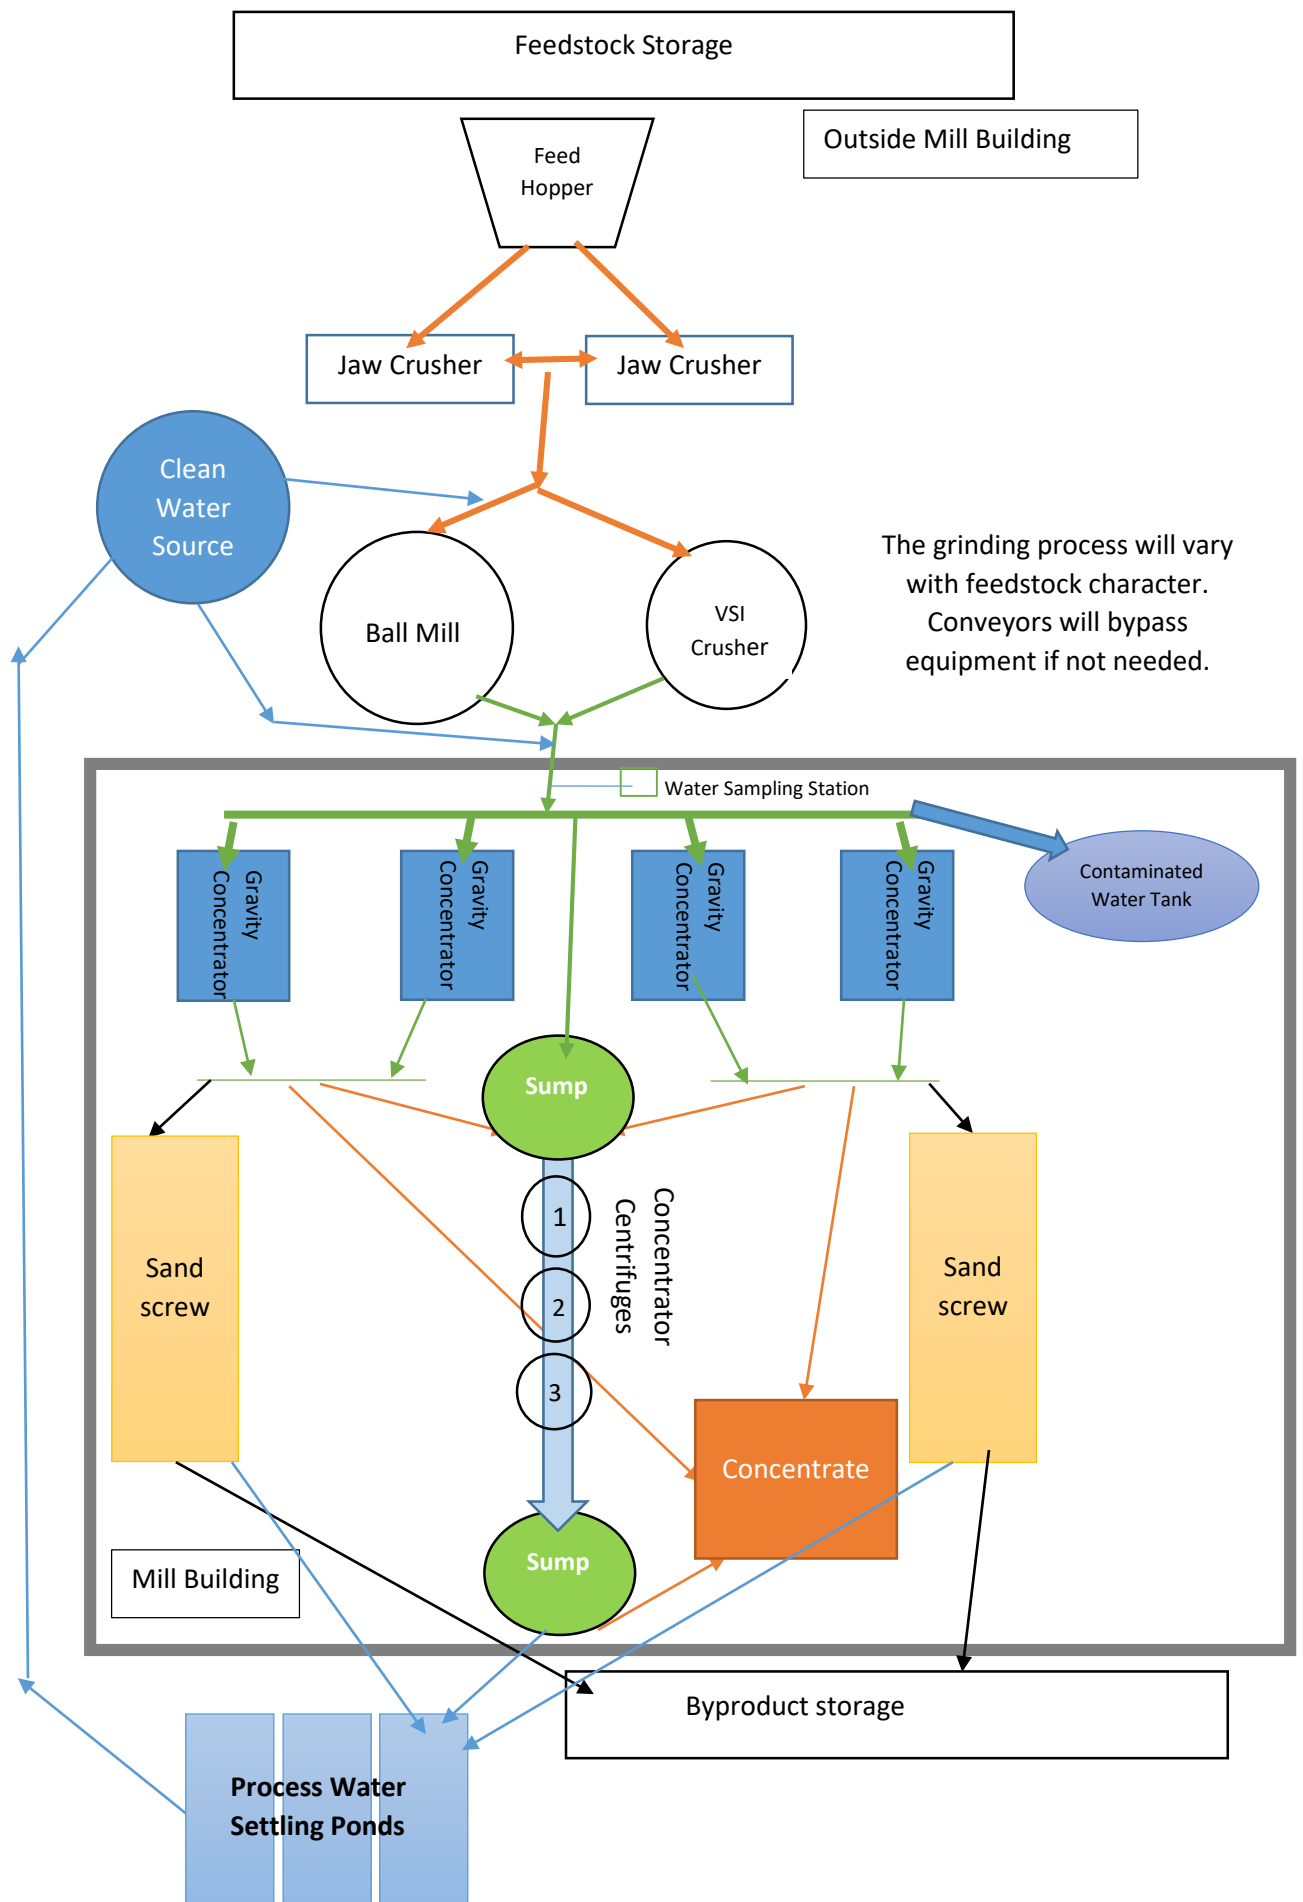 Feedstock Storage
Outside Mill Building
Feed
Hopper
Jaw Crusher
Jaw Crusher
Clean
Water
Source
Ball Mill
VSI
Crusher
The grinding process will vary
with feedstock character.
Conveyors will bypass
equipment if not needed.
Water Sampling Station
Gravity
Concentrator
Gravity
Concentrator
Gravity
Concentrator
Gravity
Concentrator
Contaminated
Water Tank
Sump
1
2
3
Concentrator
Centrifuges
Sand
screw
Sand
screw
Concentrate
Sump
Mill Building
Byproduct storage
Process Water
Settling Ponds